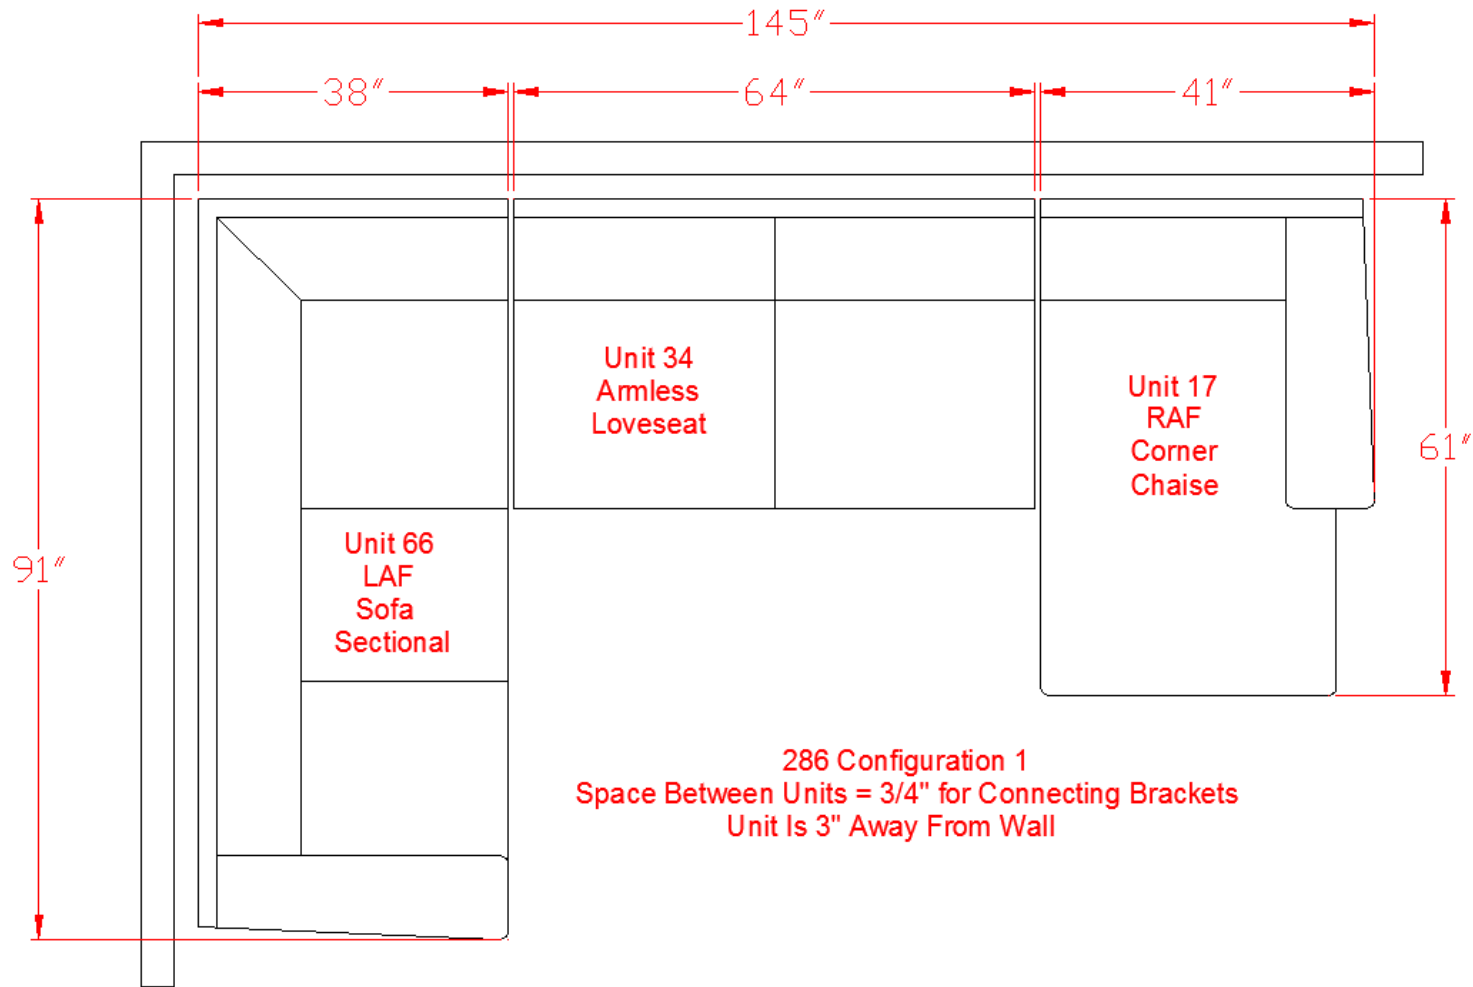 145"
38"
64"
41"
Unit 34
Armless
Loveseat
Unit 17
RAF
Corner
Chaise
61"
91"
Unit 66
LAF
Sofa
Sectional
286 Configuration 1
Space Between Units = 3/4" for Connecting Brackets
Unit Is 3" Away From Wall